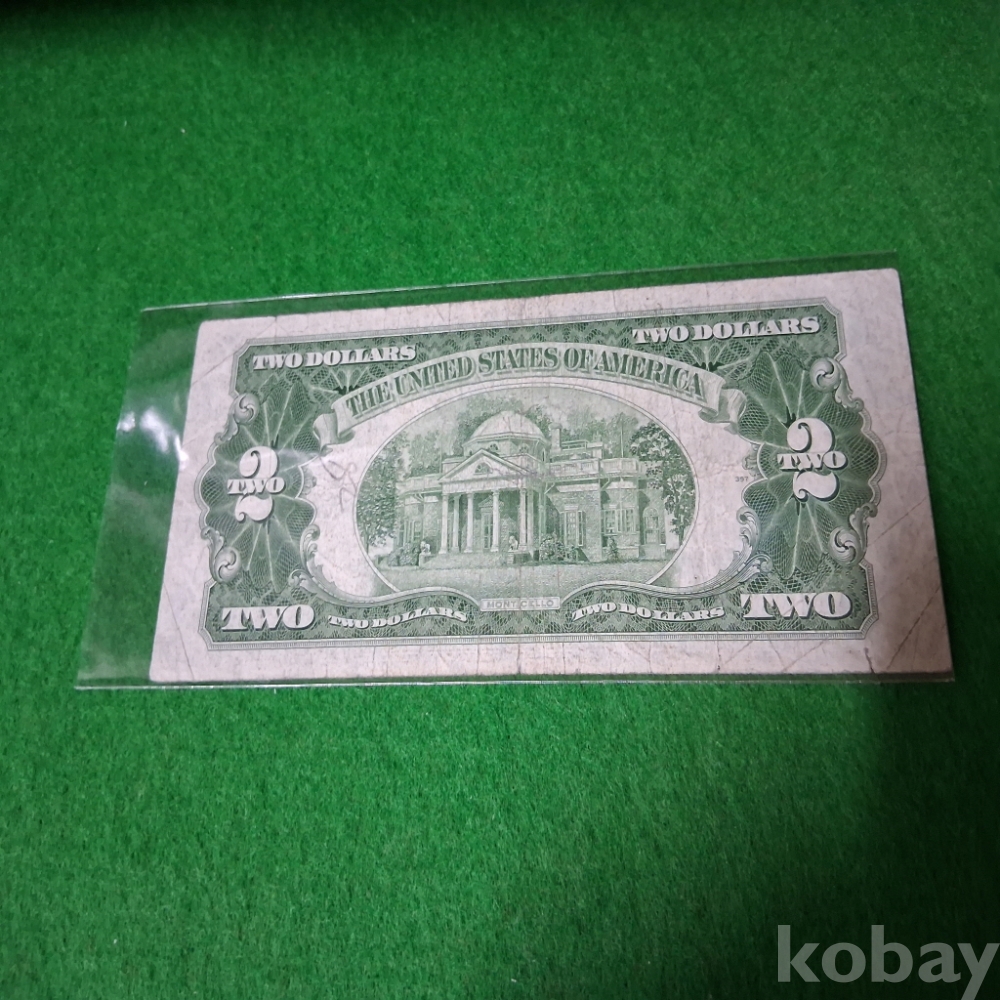 TWO DOLLARS
TWO DOLLARS
THE UNITED STATES OF AMERICA
2
TWO
2
TWO
MONTICELLO
TWO
TWO DOLLARS
TWO DOLLARS
TWO
kobay